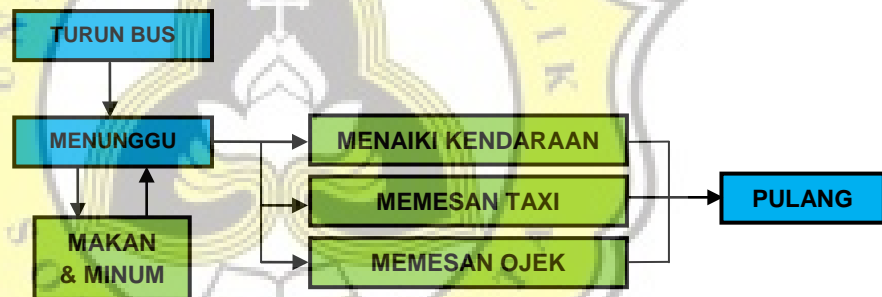 TURUN BUS
MENUNGGU
MAKAN
& MINUM
MENAIKI KENDARAAN
MEMESAN TAXI
MEMESAN OJEK
PULANG